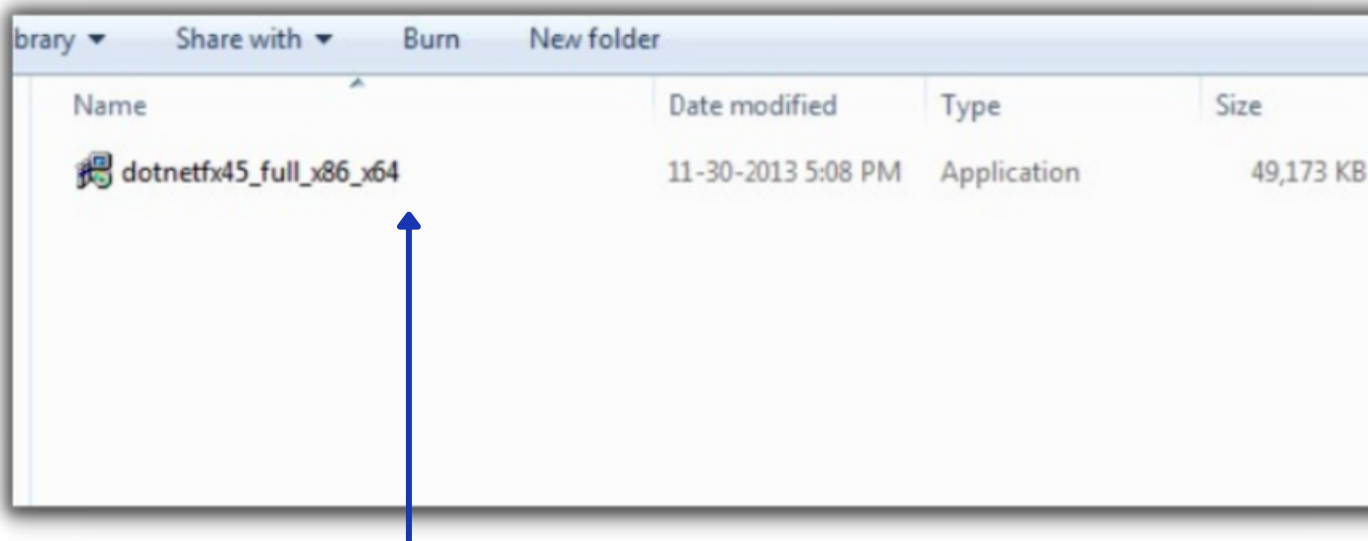 brary Share with Burn New folder
Name Date modified Type Size
dotnetfx45_full_x86_x64 11-30-2013 5:08 PM Application 49,173 KB